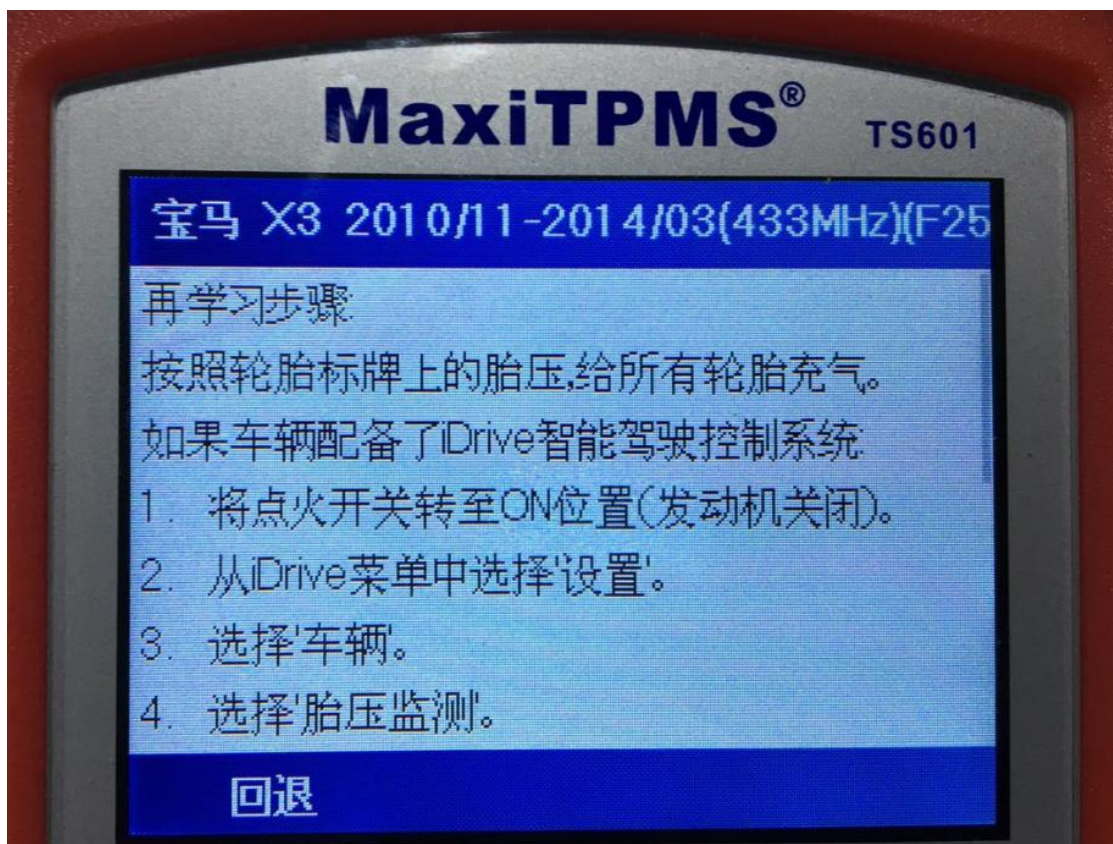 MaxiTPMS® TS601
宝马 X3 2010/11-2014/03(433MHz)(F25
再学习步骤:
按照轮胎标牌上的胎压,给所有轮胎充气。
如果车辆配备了iDrive智能驾驶控制系统:
1. 将点火开关转至ON位置(发动机关闭)。
2. 从iDrive菜单中选择'设置'。
3. 选择'车辆'。
4. 选择'胎压监测'。
回退